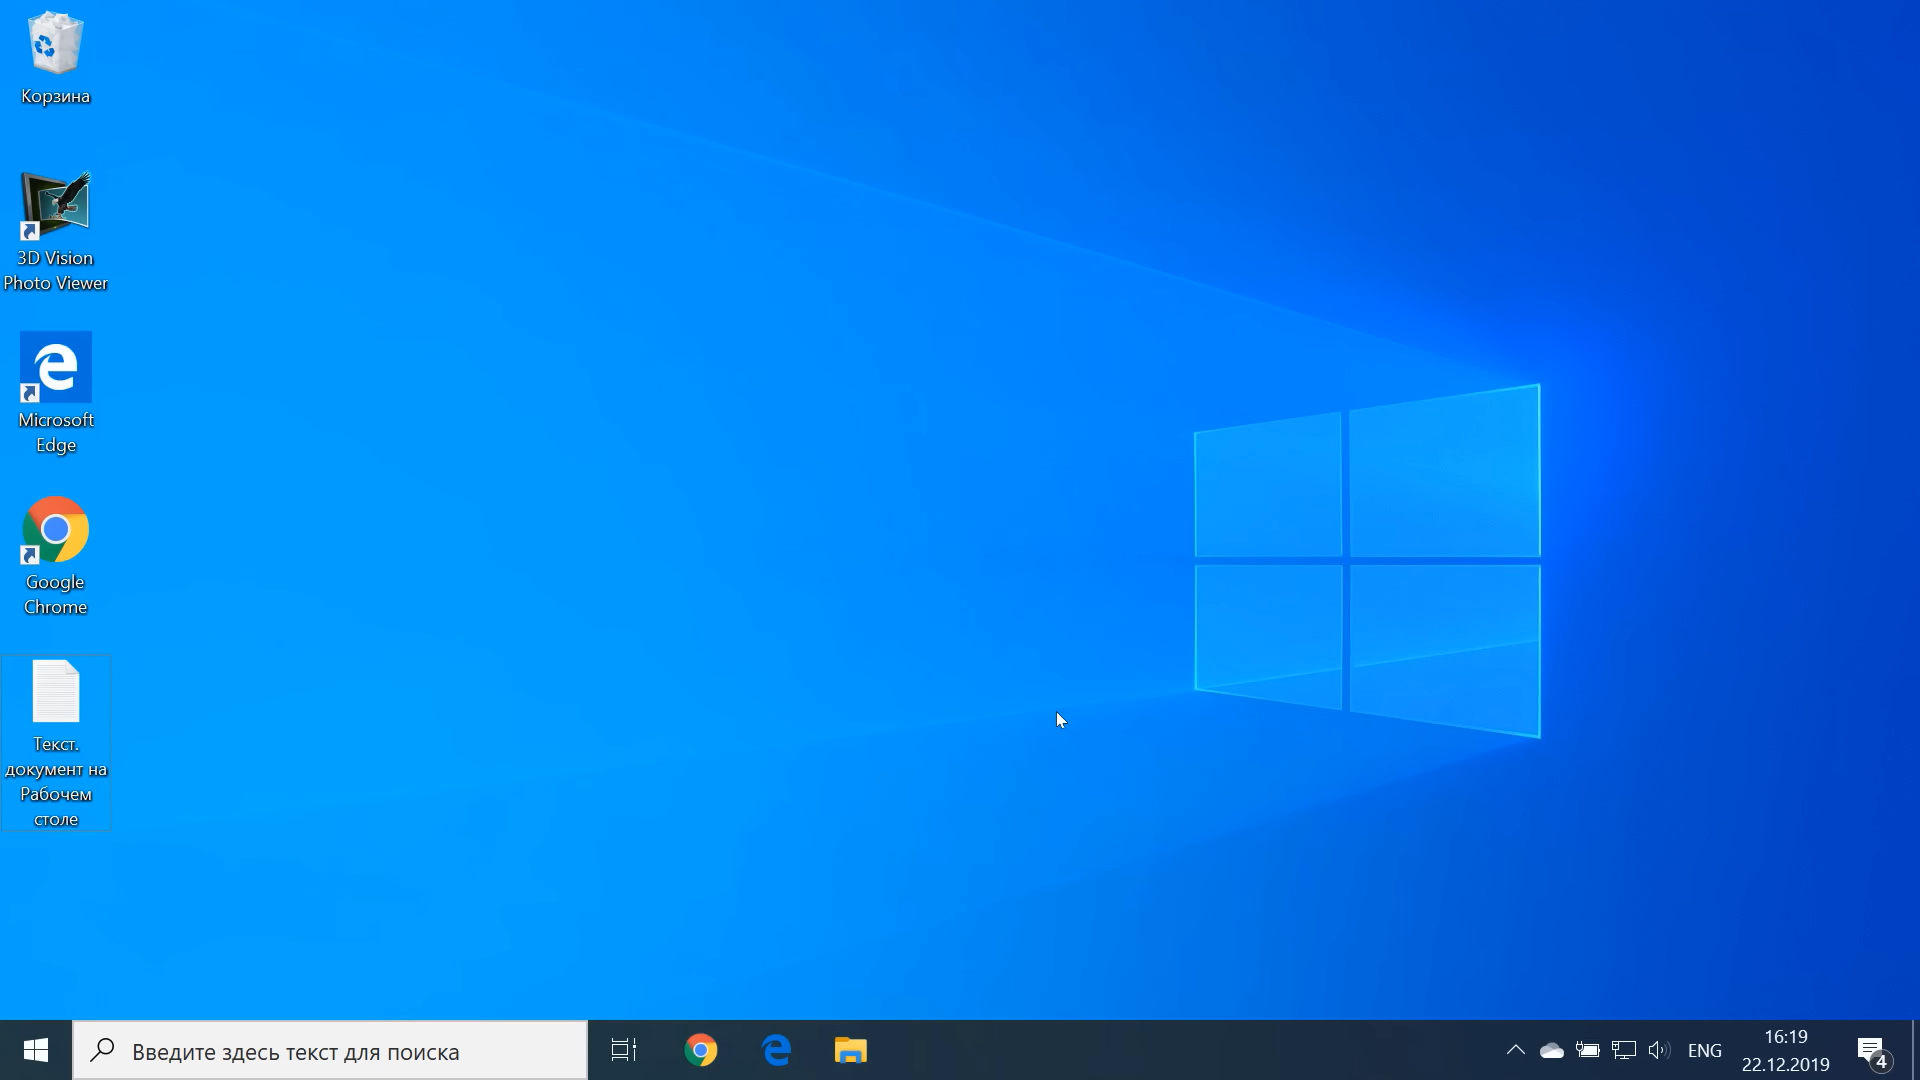 Корзина
3D Vision
Photo Viewer
Microsoft
Edge
Google
Chrome
Текст.
документ на
Рабочем
столе
Введите здесь текст для поиска
ENG
16:19
22.12.2019
4